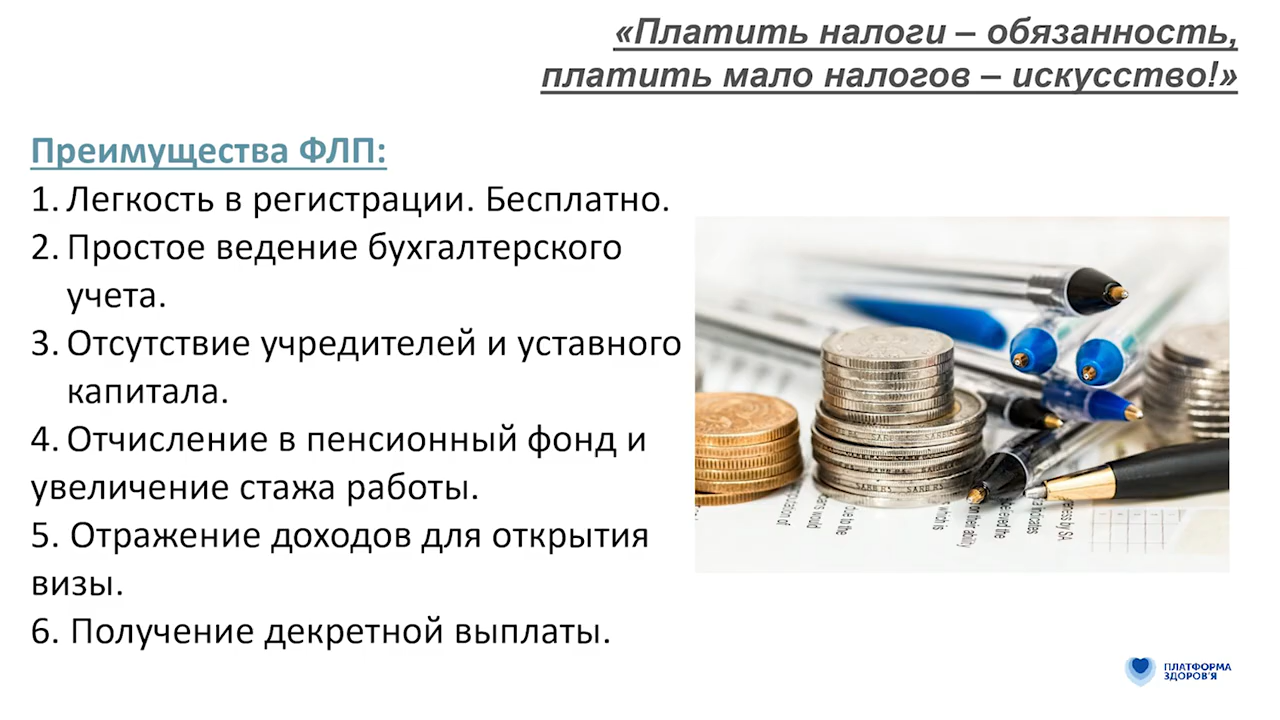 «Платить налоги – обязанность,
платить мало налогов – искусство!»
Преимущества ФЛП:
1. Легкость в регистрации. Бесплатно.
2. Простое ведение бухгалтерского
учета.
3. Отсутствие учредителей и уставного
капитала.
4. Отчисление в пенсионный фонд и
увеличение стажа работы.
5. Отражение доходов для открытия
визы.
6. Получение декретной выплаты.
ПЛАТФОРМА
ЗДОРОВ'Я